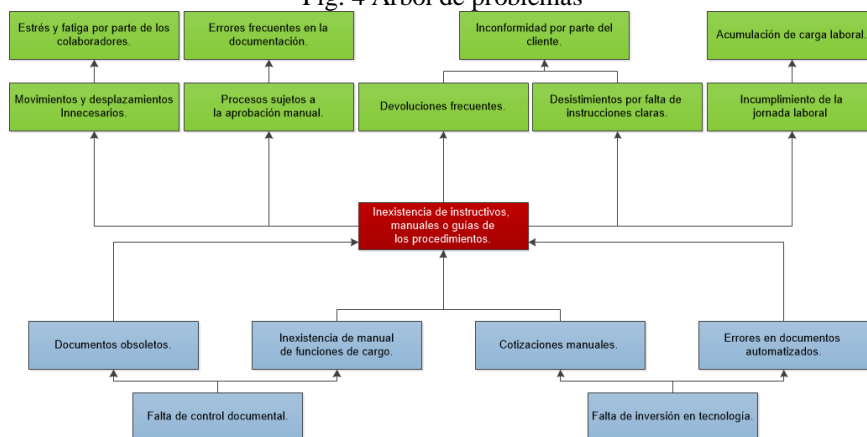 Fig. 4 Árbol de problemas
Estrés y fatiga por parte de los
colaboradores.
Errores frecuentes en la
documentación.
Inconformidad por parte del
cliente.
Acumulación de carga laboral.
Movimientos y desplazamientos
Innecesarios.
Procesos sujetos a
la aprobación manual.
Devoluciones frecuentes.
Desistimientos por falta de
instrucciones claras.
Incumplimiento de la
jornada laboral
Inexistencia de instructivos,
manuales o guías de
los procedimientos.
Documentos obsoletos.
Inexistencia de manual
de funciones de cargo.
Cotizaciones manuales.
Errores en documentos
automatizados.
Falta de control documental.
Falta de inversión en tecnología.